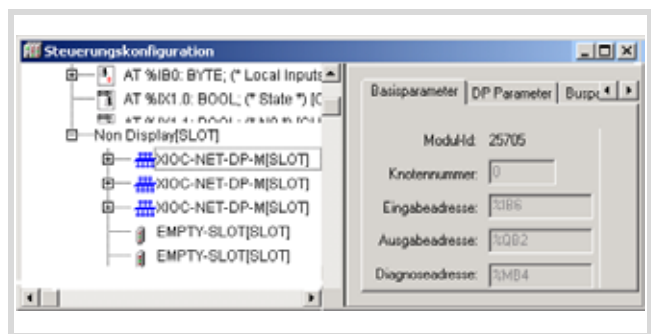 Steuerungskonfiguration
AT %IB0: BYTE; (* Local Inputs
AT %IX1.0: BOOL; (* State *) [C
Non Display[SLOT]
XIOC-NET-DP-M[SLOT]
XIOC-NET-DP-M[SLOT]
XIOC-NET-DP-M[SLOT]
EMPTY-SLOT[SLOT]
EMPTY-SLOT[SLOT]
Basisparameter DP Parameter Buspa
Modul-Id: 25705
Knotennummer: 0
Eingabeadresse: %IB6
Ausgabeadresse: %QB2
Diagnoseadresse: %MB4